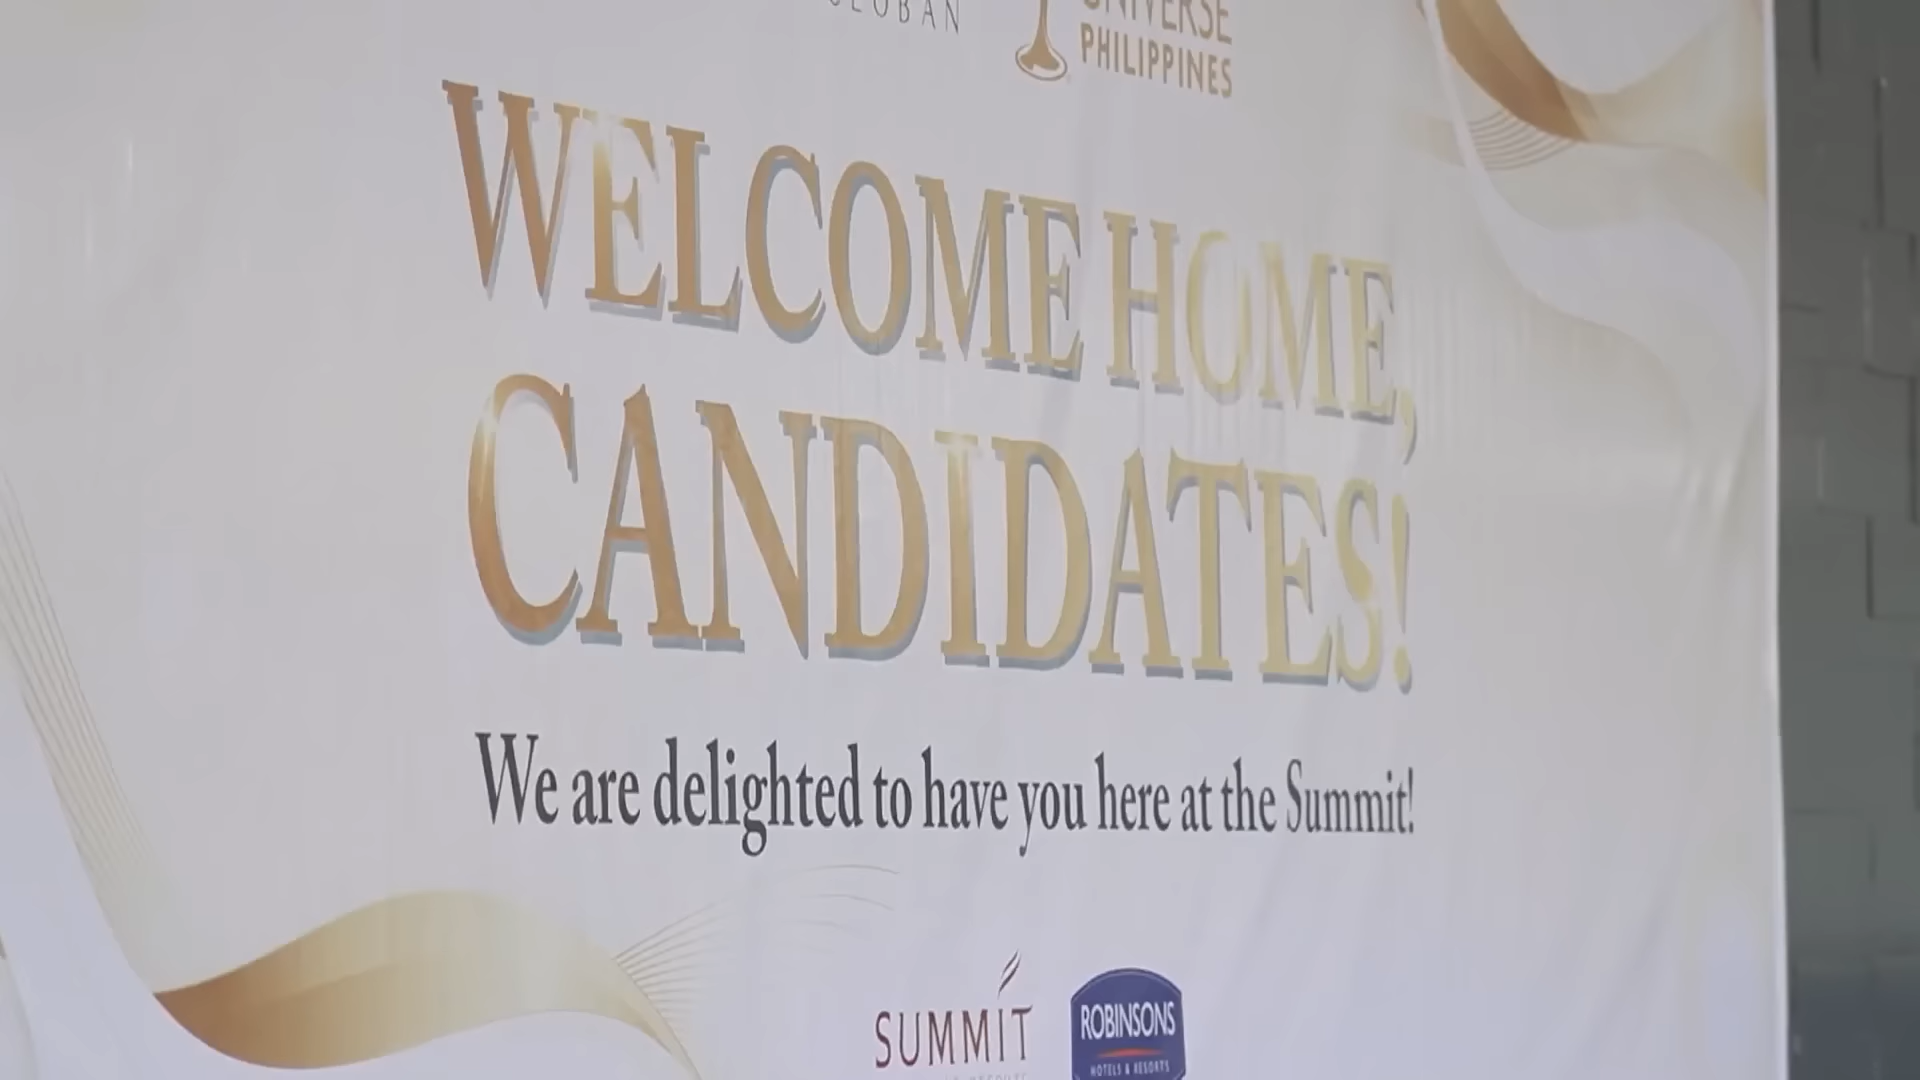 UNIVERSE
PHILIPPINES
WELCOME HOME,
CANDIDATES!
We are delighted to have you here at the Summit!
SUMMIT
ROBINSONS
HOTELS & RESORTS